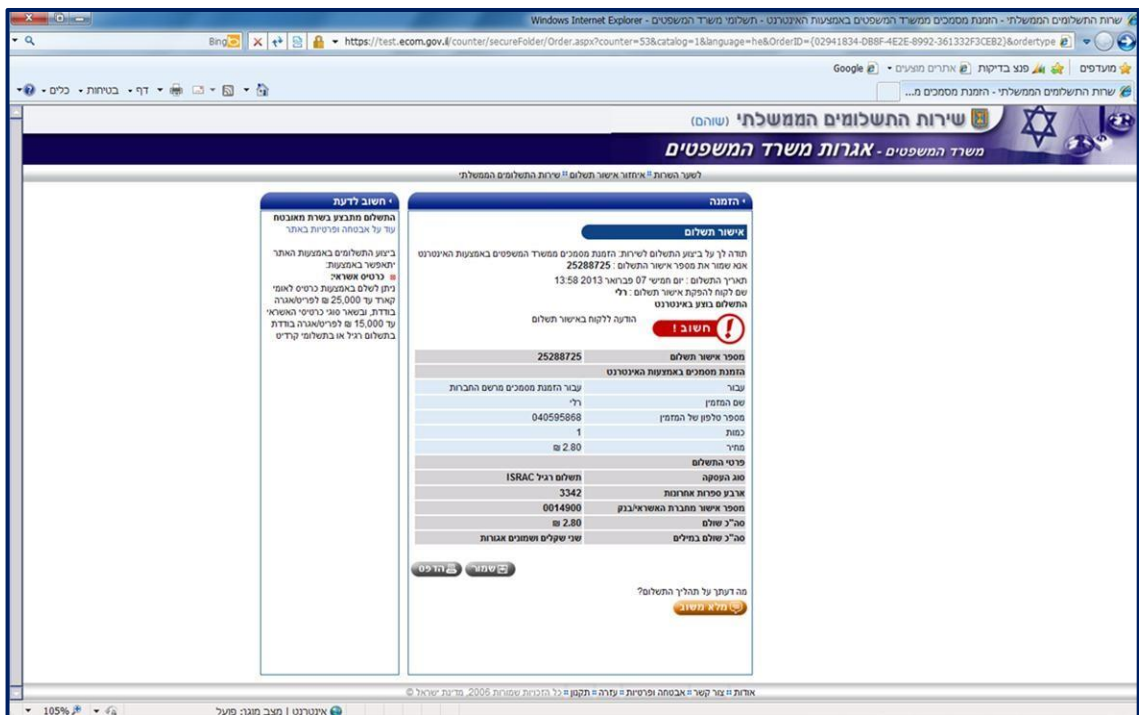 שרות התשלומים הממשלתי - הזמנת מסמכים ממשרד המשפטים באמצעות האינטרנט - תשלומי משרד המשפטים - Windows Internet Explorer
https://test.ecom.gov.il/counter/secureFolder/Order.aspx?counter=53&catalog=1&language=he&OrderID={02941834-DB8F-4E2E-8992-361332F3CEB2}&ordertype
Bing
מועדפים פנצ בדיקות אתרים מוצעים Google
שרות התשלומים הממשלתי - הזמנת מסמכים מ...
דף בטיחות כלים
שירות התשלומים הממשלתי (שוהם)
משרד המשפטים - אגרות משרד המשפטים
לשער השרות איחזור אישור תשלום שירות התשלומים הממשלתי
הזמנה
אישור תשלום
תודה לך על ביצוע התשלום לשירות: הזמנת מסמכים ממשרד המשפטים באמצעות האינטרנט
אנא שמור את מספר אישור התשלום : 25288725
תאריך התשלום : יום חמישי 07 פברואר 2013 13:58
שם לקוח להפקת אישור תשלום : רלי
התשלום בוצע באינטרנט
חשוב !
הודעה ללקוח באישור תשלום
מספר אישור תשלום 25288725
הזמנת מסמכים באמצעות האינטרנט
עבור עבור הזמנת מסמכים מרשם החברות
שם המזמין רלי
מספר טלפון של המזמין 040595868
כמות 1
מחיר 2.80 ₪
פרטי התשלום
סוג העסקה תשלום רגיל ISRAC
ארבע ספרות אחרונות 3342
מספר אישור מחברת האשראי/בנק 0014900
סה"כ שולם 2.80 ₪
סה"כ שולם במילים שני שקלים ושמונים אגורות
שמור הדפס
מה דעתך על תהליך התשלום?
מלא משוב
חשוב לדעת
התשלום מתבצע בשרת מאובטח
עוד על אבטחה ופרטיות באתר
ביצוע התשלומים באמצעות האתר
יתאפשר באמצעות:
כרטיס אשראי:
ניתן לשלם באמצעות כרטיס לאומי
קארד עד 25,000 ₪ לפריט/אגרה
בודדת, ובשאר סוגי כרטיסי האשראי
עד 15,000 ₪ לפריט/אגרה בודדת
בתשלום רגיל או בתשלומי קרדיט
אודות צור קשר אבטחה ופרטיות עזרה תקנון כל הזכויות שמורות 2006, מדינת ישראל ©
אינטרנט | מצב מוגן: פועל
105%